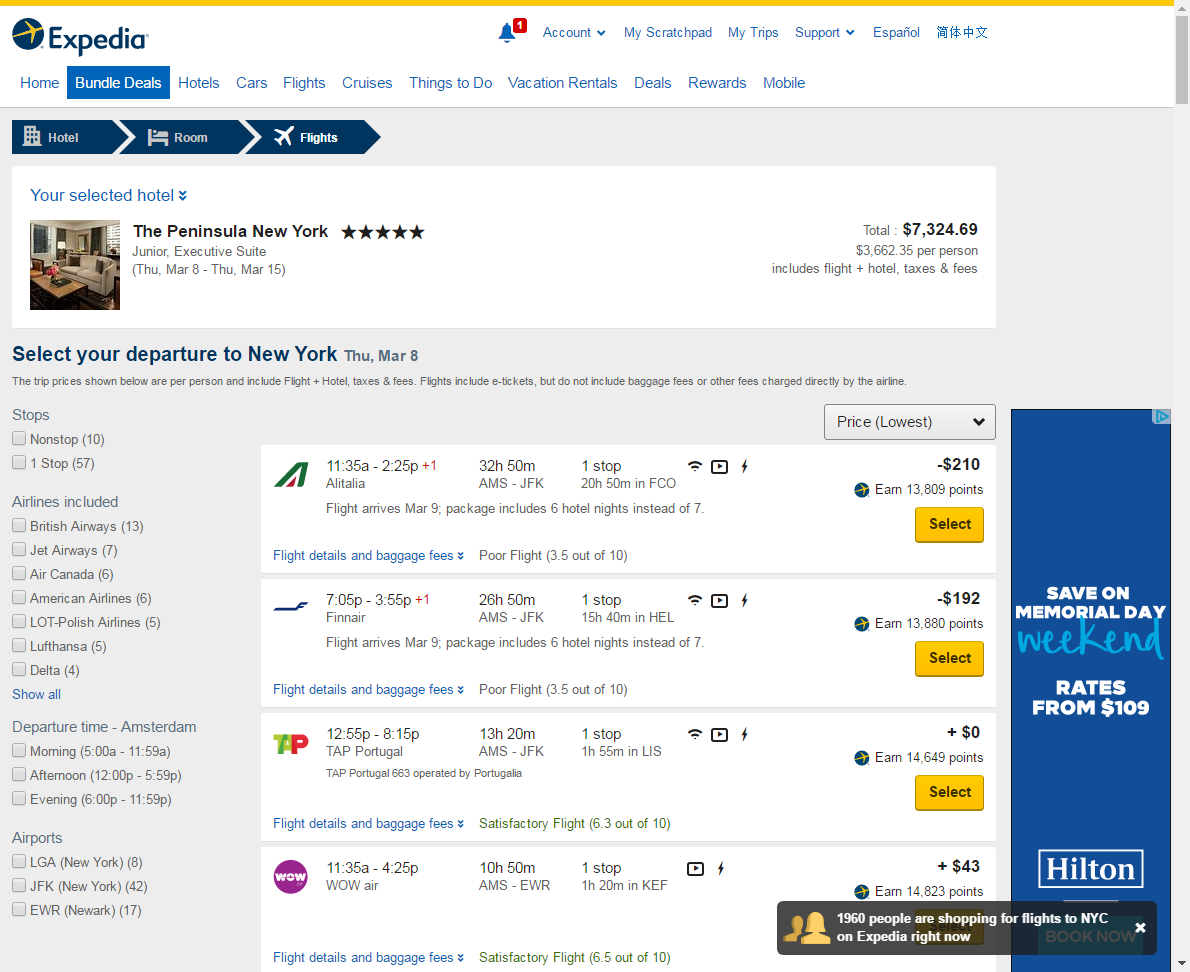 Expedia
1
Account
My Scratchpad
My Trips
Support
Español
简体中文
Home
Bundle Deals
Hotels
Cars
Flights
Cruises
Things to Do
Vacation Rentals
Deals
Rewards
Mobile
Hotel
Room
Flights
Your selected hotel
The Peninsula New York ★★★★★
Junior, Executive Suite
(Thu, Mar 8 - Thu, Mar 15)
Total : $7,324.69
$3,662.35 per person
includes flight + hotel, taxes & fees
Select your departure to New York Thu, Mar 8
The trip prices shown below are per person and include Flight + Hotel, taxes & fees. Flights include e-tickets, but do not include baggage fees or other fees charged directly by the airline.
Stops
Nonstop (10)
1 Stop (57)
Airlines included
British Airways (13)
Jet Airways (7)
Air Canada (6)
American Airlines (6)
LOT-Polish Airlines (5)
Lufthansa (5)
Delta (4)
Show all
Departure time - Amsterdam
Morning (5:00a - 11:59a)
Afternoon (12:00p - 5:59p)
Evening (6:00p - 11:59p)
Airports
LGA (New York) (8)
JFK (New York) (42)
EWR (Newark) (17)
Price (Lowest)
11:35a - 2:25p +1 32h 50m 1 stop -$210
Alitalia AMS - JFK 20h 50m in FCO
Earn 13,809 points
Flight arrives Mar 9; package includes 6 hotel nights instead of 7.
Select
Flight details and baggage fees Poor Flight (3.5 out of 10)
7:05p - 3:55p +1 26h 50m 1 stop -$192
Finnair AMS - JFK 15h 40m in HEL
Earn 13,880 points
Flight arrives Mar 9; package includes 6 hotel nights instead of 7.
Select
Flight details and baggage fees Poor Flight (3.5 out of 10)
TAP
12:55p - 8:15p 13h 20m 1 stop + $0
TAP Portugal AMS - JFK 1h 55m in LIS
Earn 14,649 points
TAP Portugal 663 operated by Portugalia
Select
Flight details and baggage fees Satisfactory Flight (6.3 out of 10)
WOW
11:35a - 4:25p 10h 50m 1 stop + $43
WOW air AMS - EWR 1h 20m in KEF
Earn 14,823 points
Select
Flight details and baggage fees Satisfactory Flight (6.5 out of 10)
1960 people are shopping for flights to NYC
on Expedia right now
SAVE ON
MEMORIAL DAY
weekend
RATES
FROM $109
Hilton
BOOK NOW